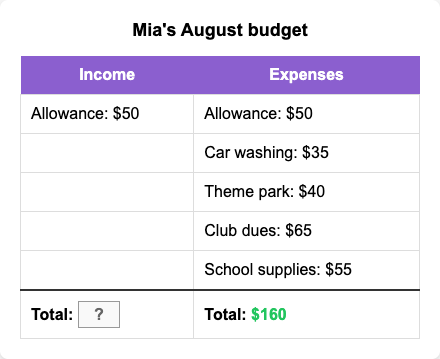 Mia's August budget
Income Expenses
Allowance: $50 Allowance: $50
Car washing: $35
Theme park: $40
Club dues: $65
School supplies: $55
Total: ? Total: $160